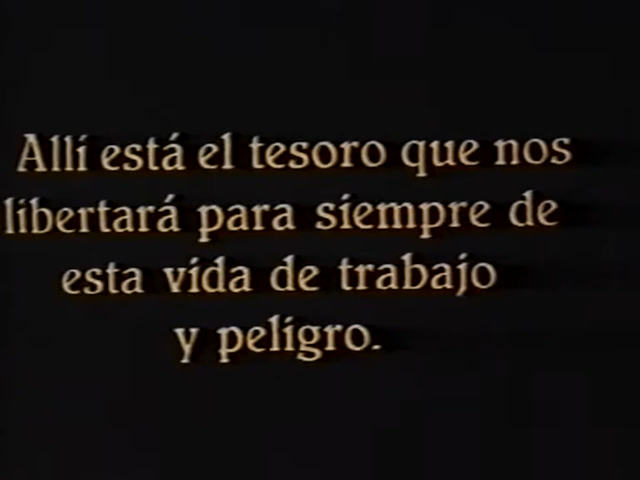 Allí está el tesoro que nos
libertará para siempre de
esta vida de trabajo
y peligro.